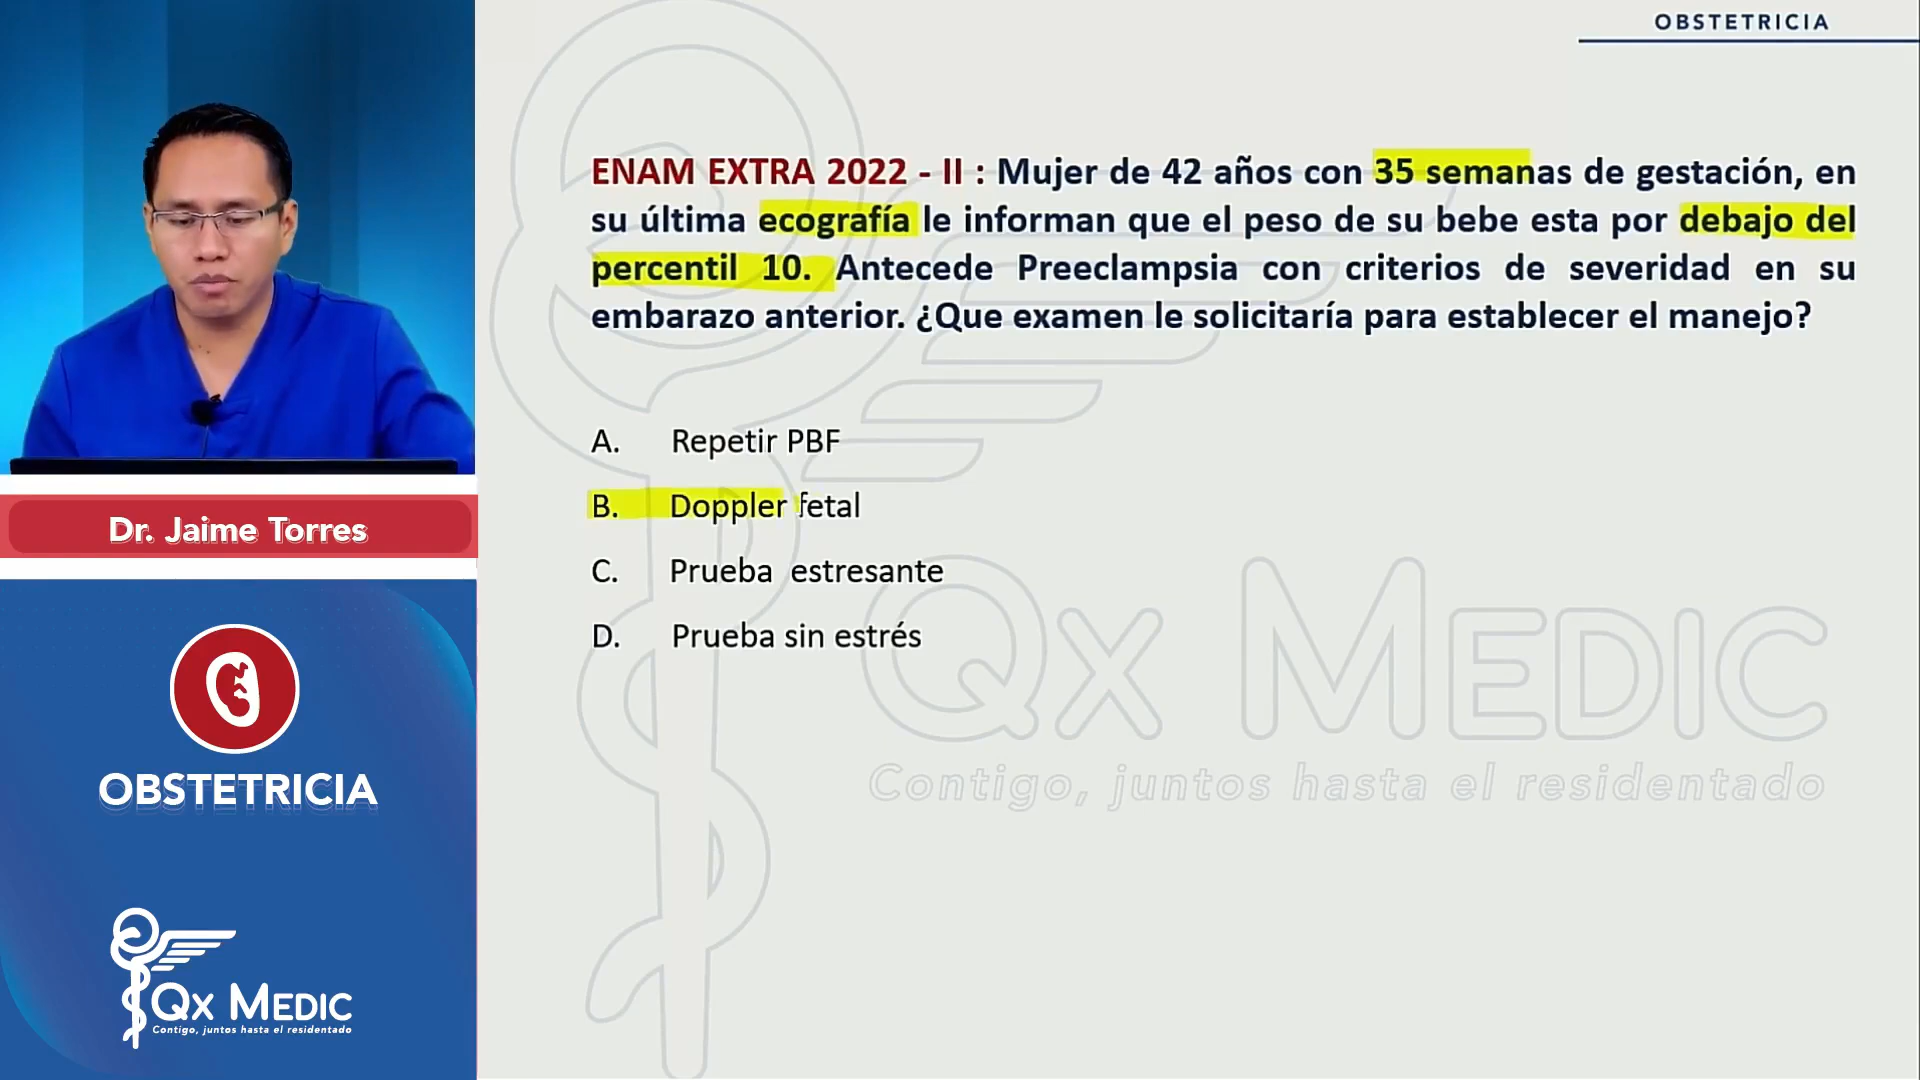 OBSTETRICIA
ENAM EXTRA 2022 - II : Mujer de 42 años con 35 semanas de gestación, en
su última ecografía le informan que el peso de su bebe esta por debajo del
percentil 10. Antecede Preeclampsia con criterios de severidad en su
embarazo anterior. ¿Que examen le solicitaría para establecer el manejo?
A. Repetir PBF
B. Doppler fetal
C. Prueba estresante
D. Prueba sin estrés
Qx MEDIC
Contigo, juntos hasta el residentado
Dr. Jaime Torres
OBSTETRICIA
Qx MEDIC
Contigo, juntos hasta el residentado